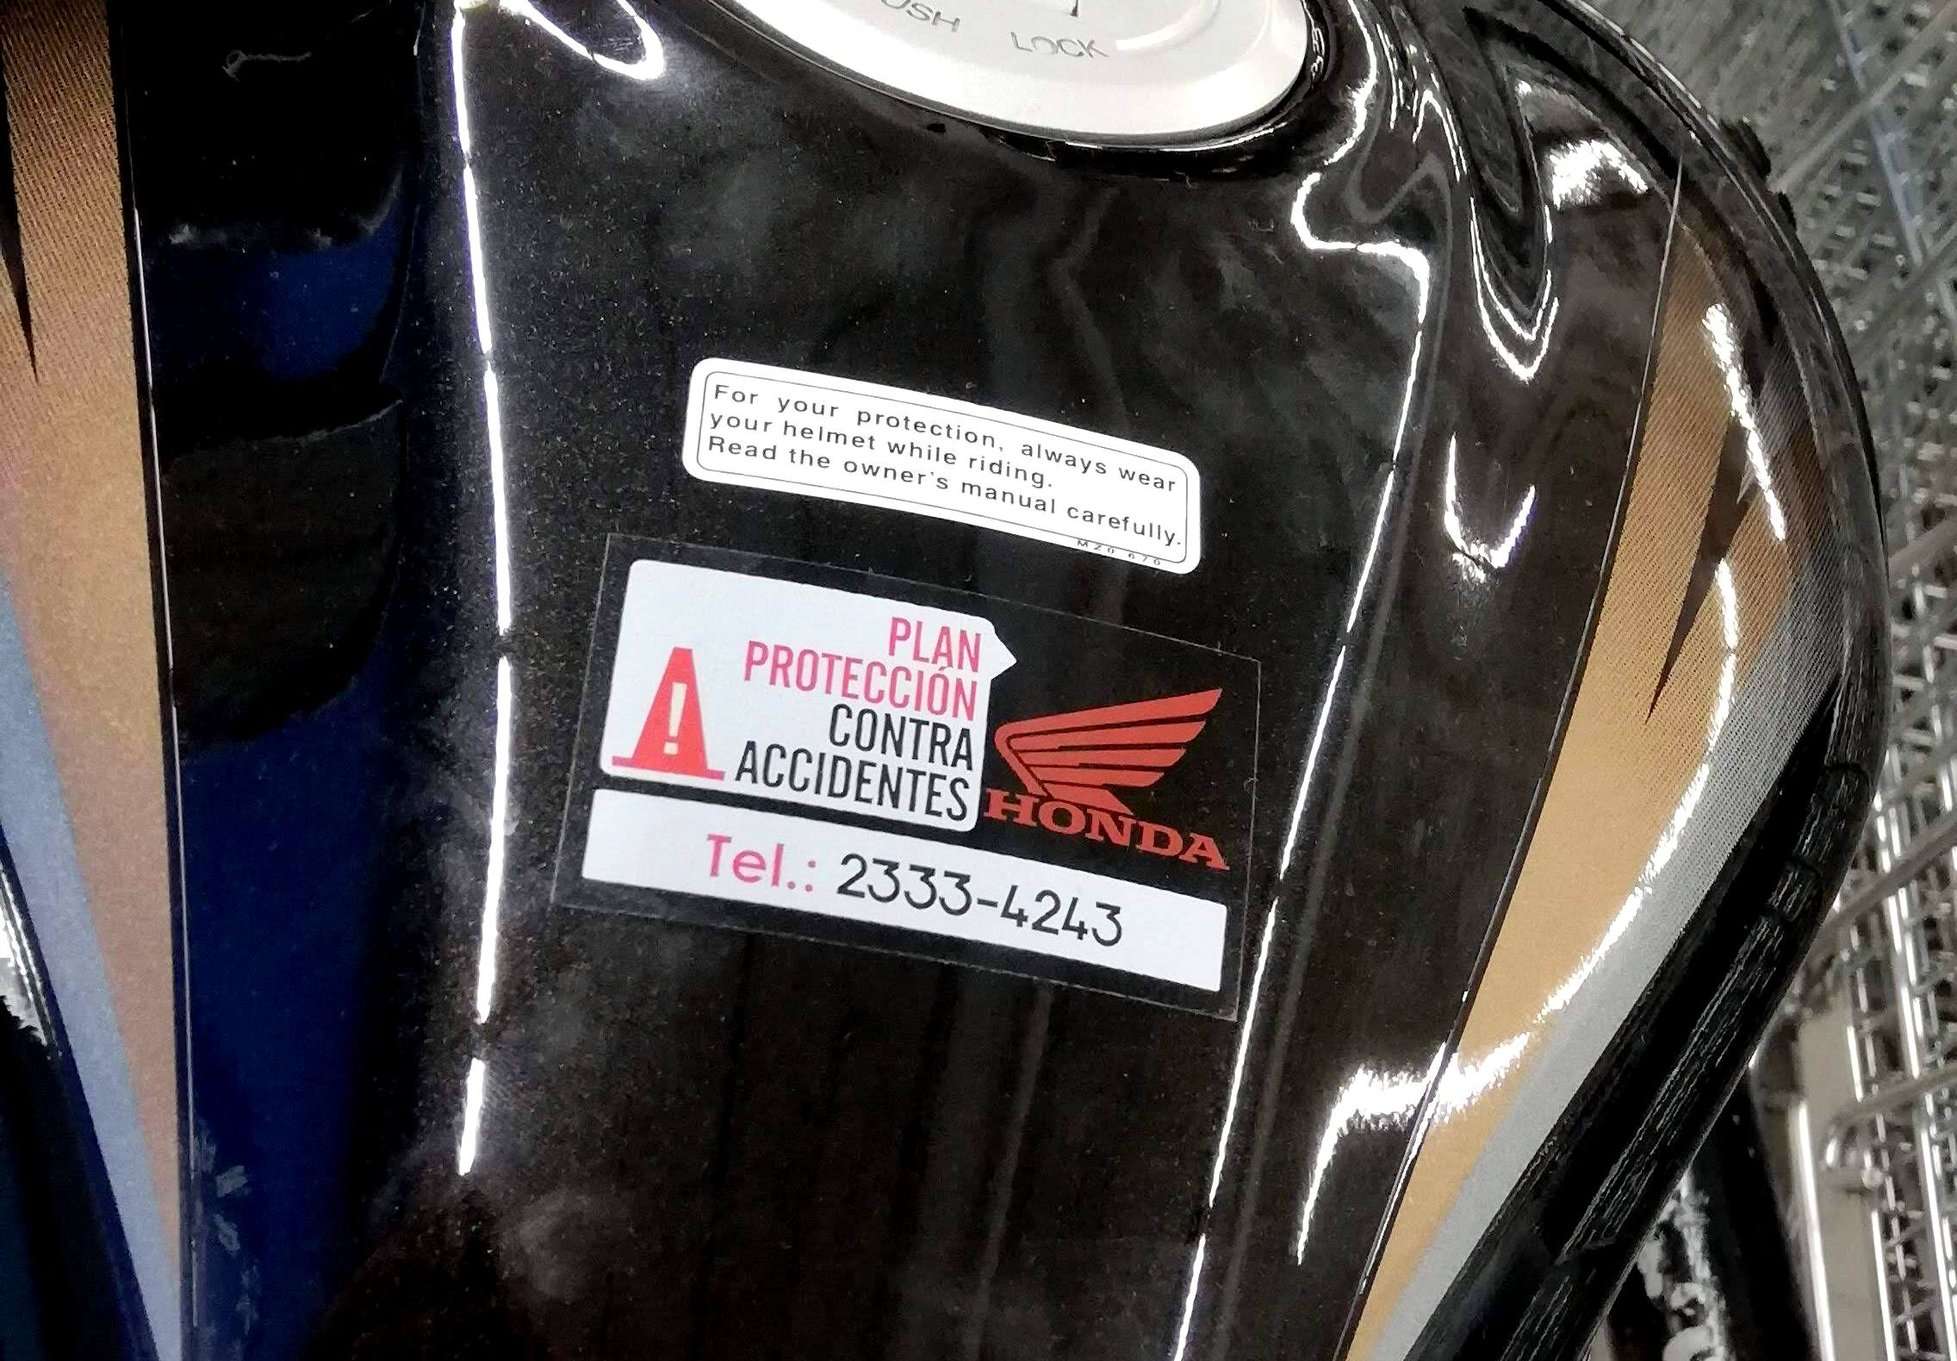 LOCK
For your protection, always wear
your helmet while riding.
Read the owner's manual carefully.
PLAN
PROTECCIÓN
CONTRA
ACCIDENTES
HONDA
Tel.: 2333-4243